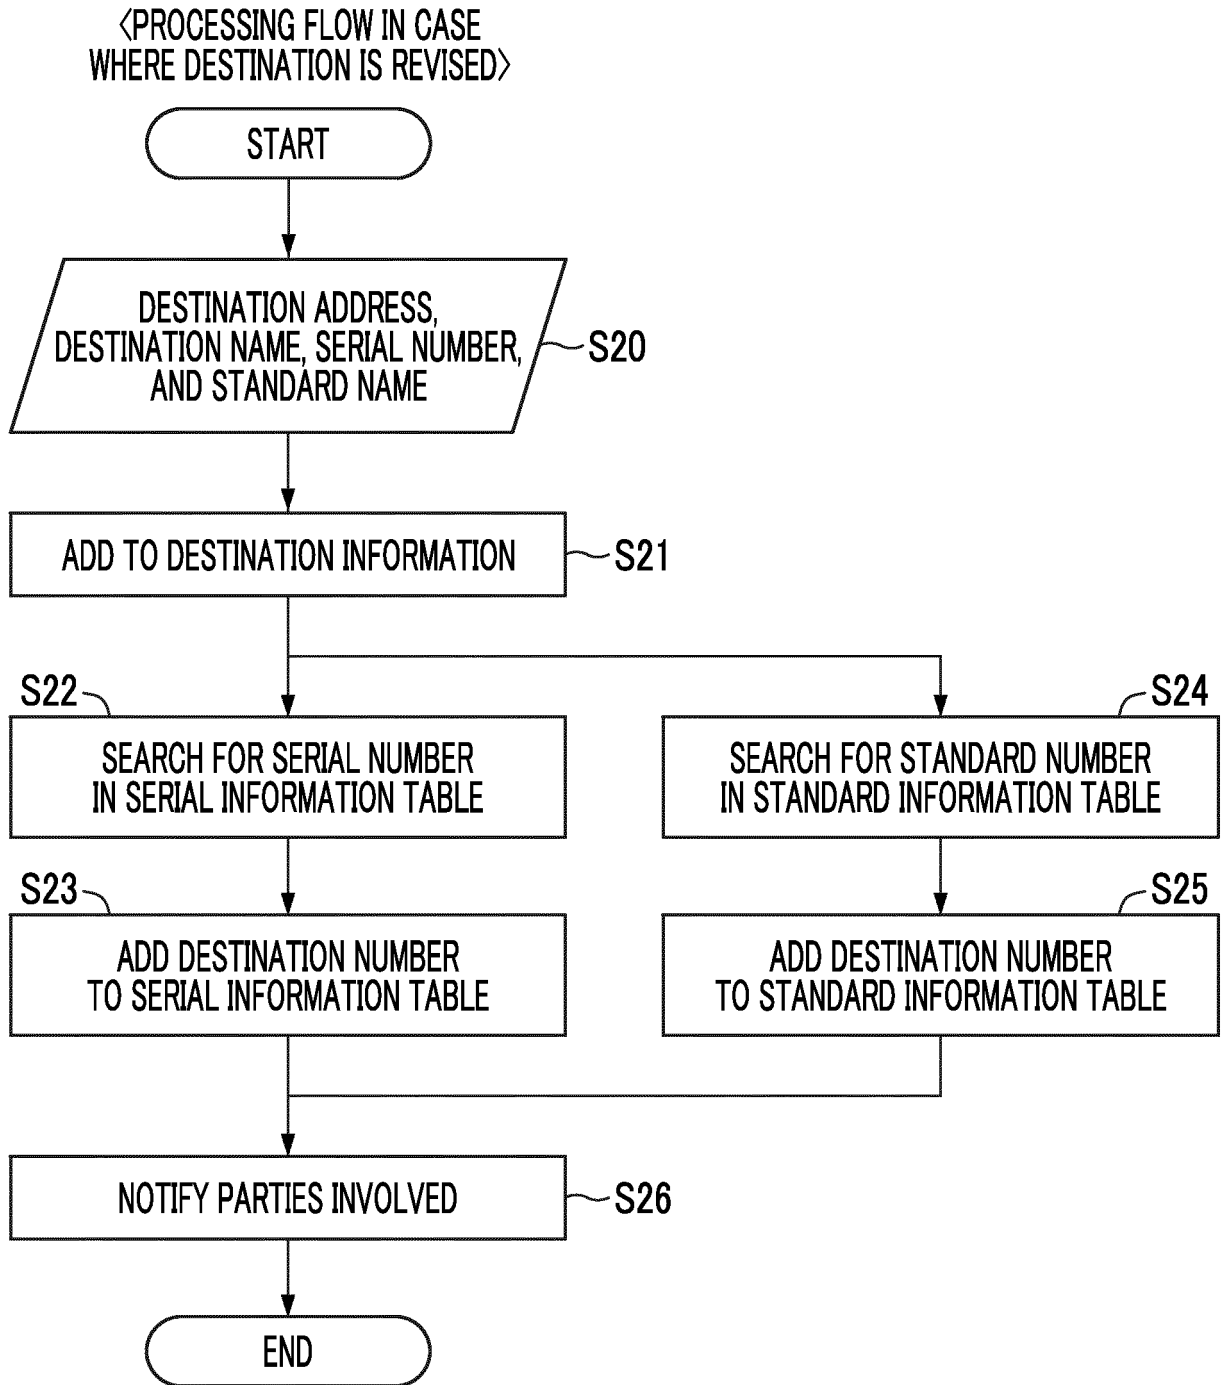 〈PROCESSING FLOW IN CASE
WHERE DESTINATION IS REVISED〉
START
DESTINATION ADDRESS,
DESTINATION NAME, SERIAL NUMBER,
AND STANDARD NAME
S20
ADD TO DESTINATION INFORMATION
S21
S22
SEARCH FOR SERIAL NUMBER
IN SERIAL INFORMATION TABLE
S24
SEARCH FOR STANDARD NUMBER
IN STANDARD INFORMATION TABLE
S23
ADD DESTINATION NUMBER
TO SERIAL INFORMATION TABLE
S25
ADD DESTINATION NUMBER
TO STANDARD INFORMATION TABLE
NOTIFY PARTIES INVOLVED
S26
END